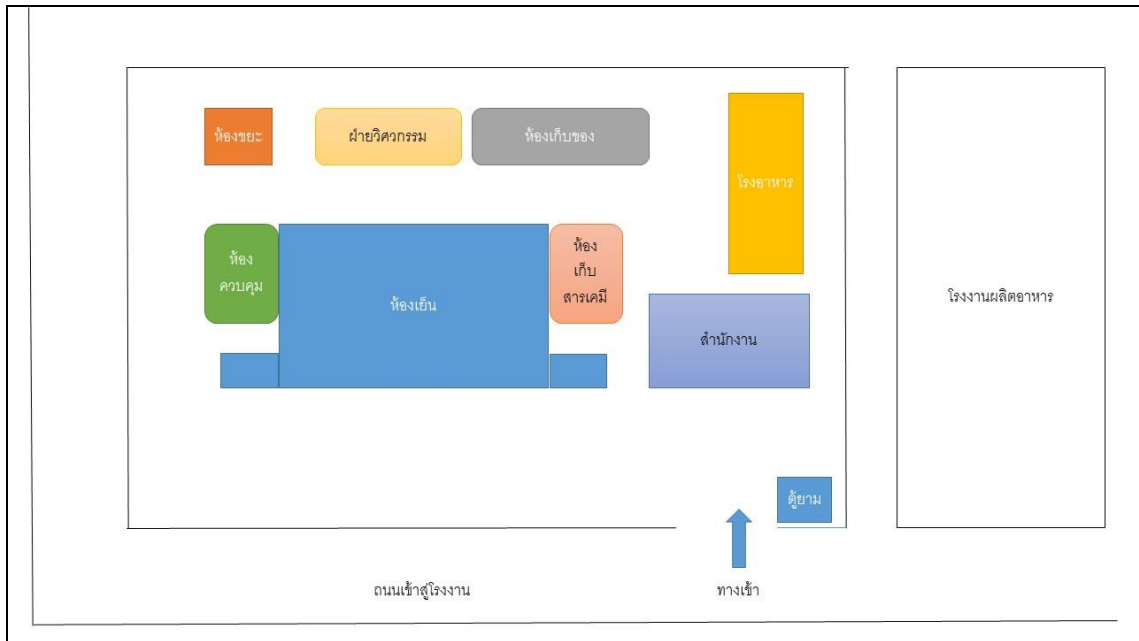 ห้องขยะ
ฝ่ายวิศวกรรม
ห้องเก็บของ
โรงอาหาร
ห้อง
ควบคุม
ห้องเย็น
ห้อง
เก็บ
สารเคมี
สำนักงาน
โรงงานผลิตอาหาร
ตู้ยาม
ถนนเข้าสู่โรงงาน
ทางเข้า